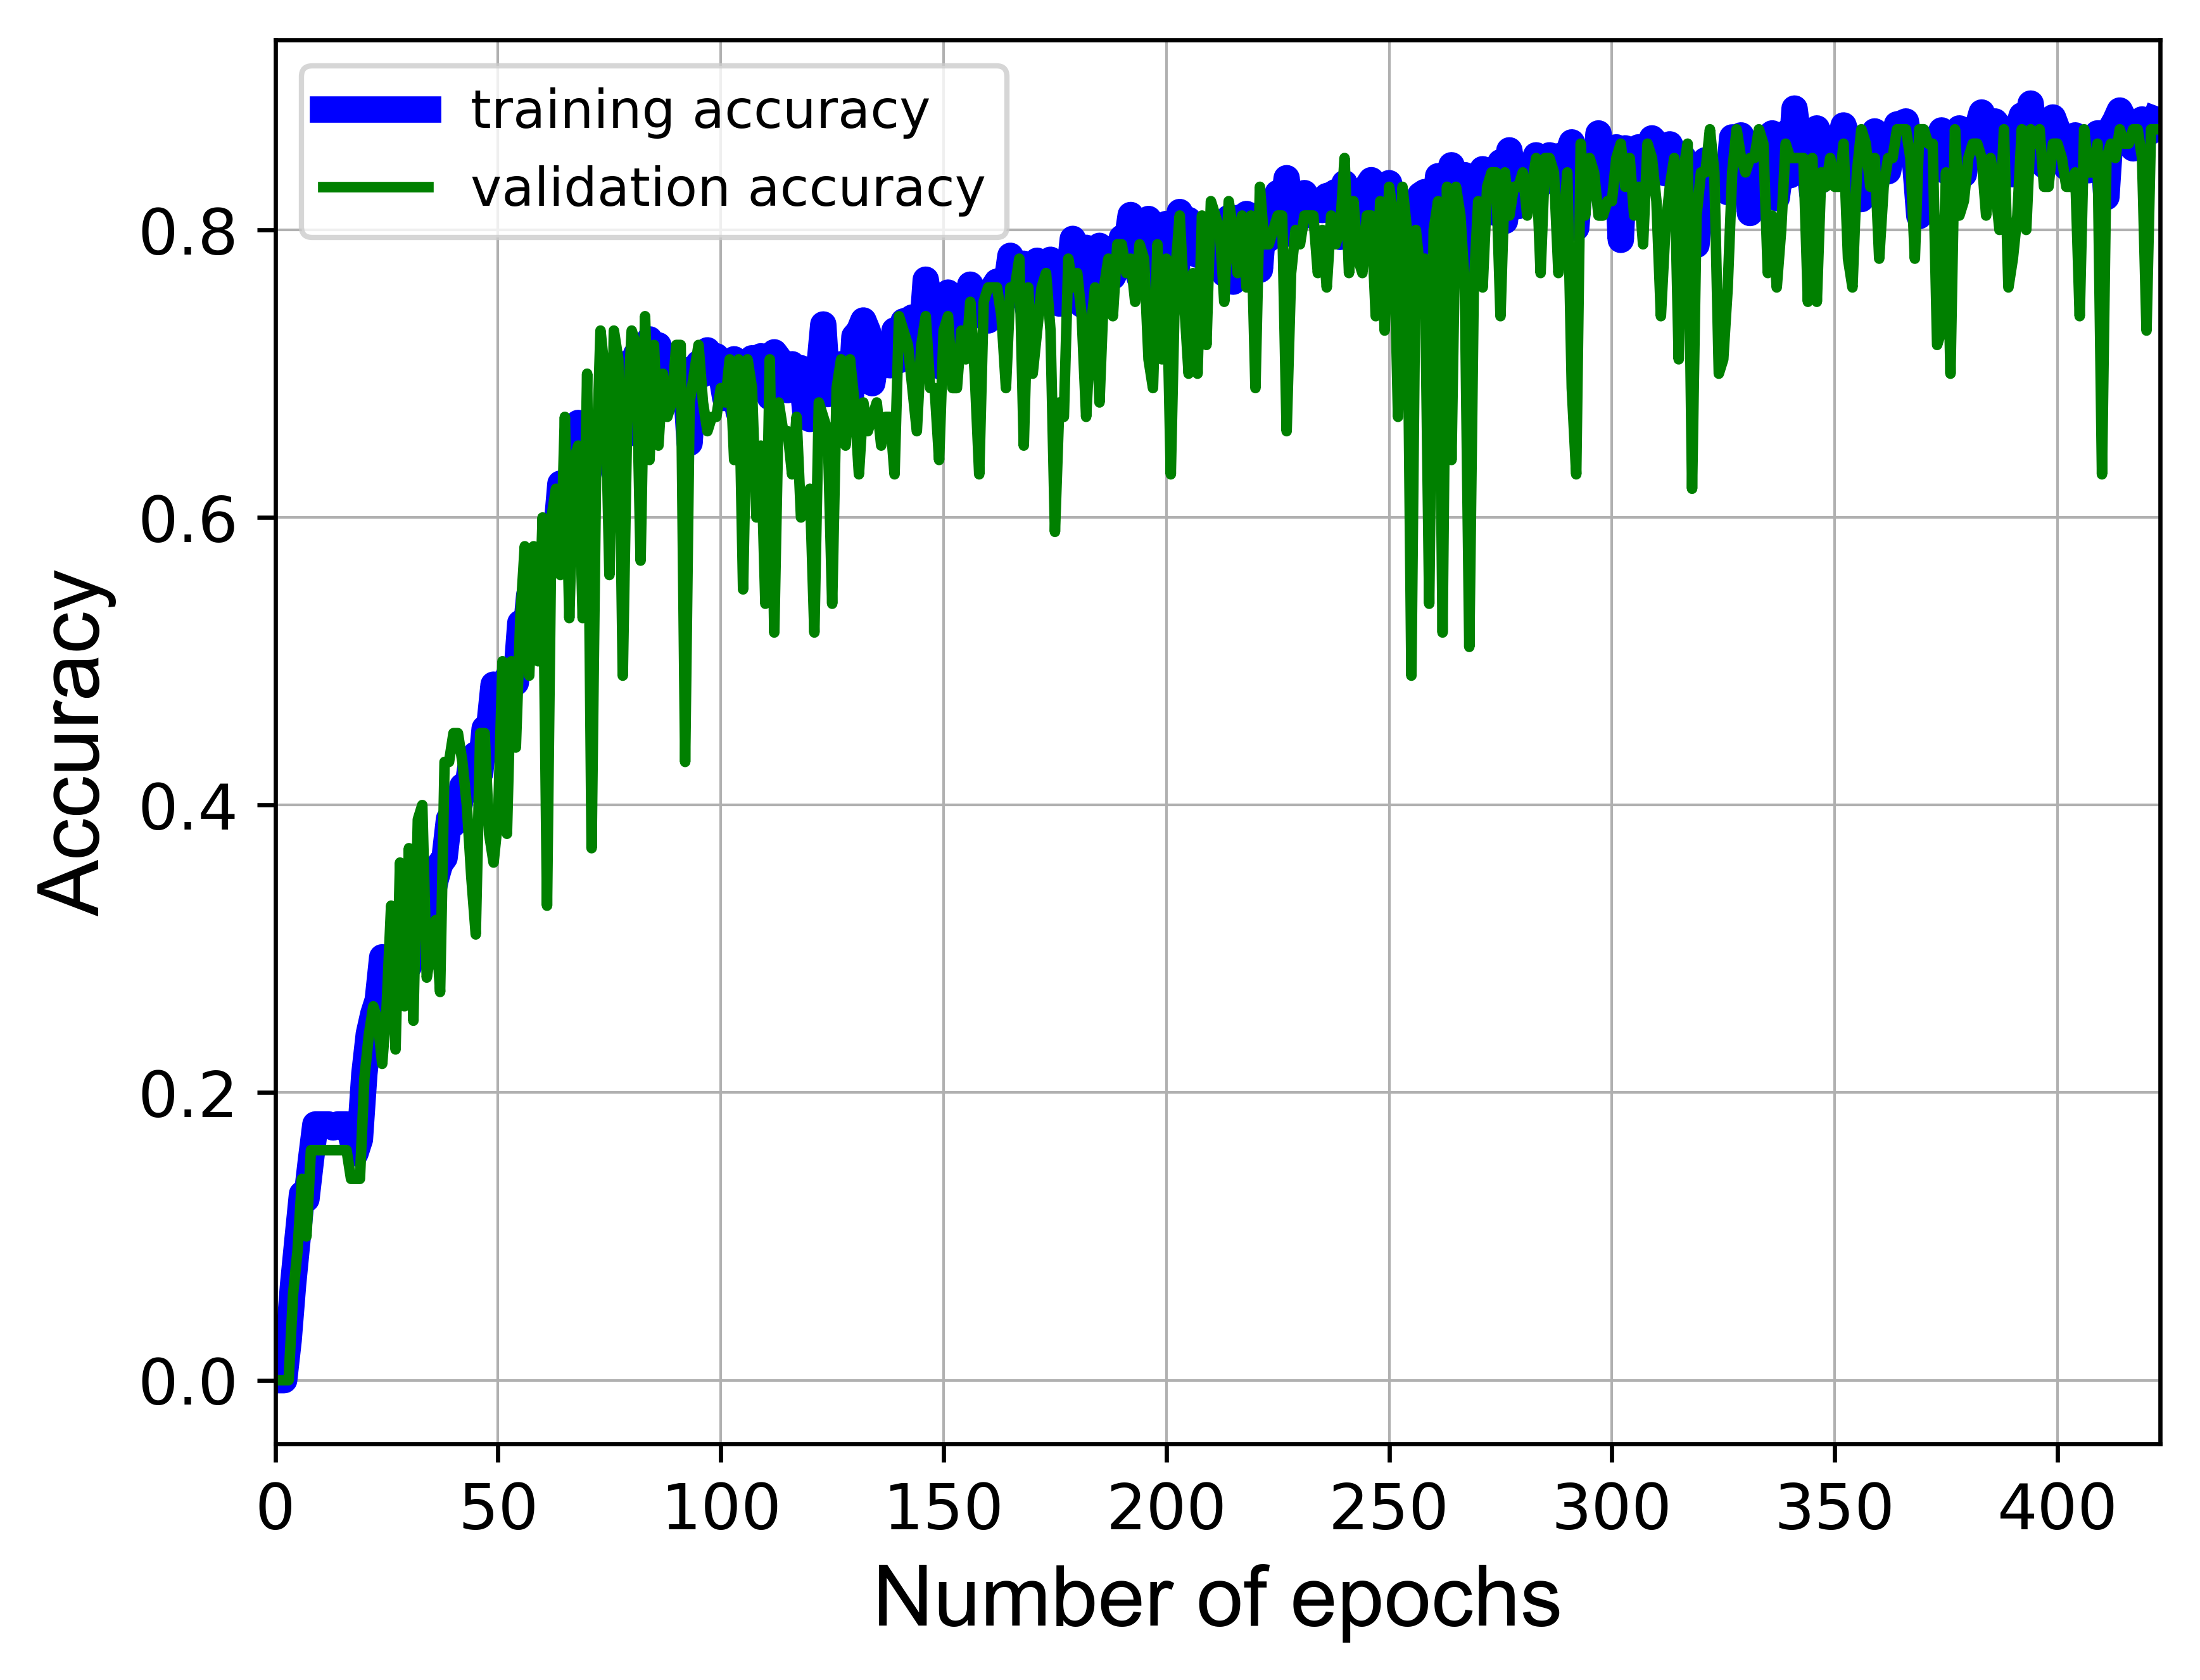 training accuracy
validation accuracy
0.8
0.6
0.4
0.2
0.0
Accuracy
0 50 100 150 200 250 300 350 400
Number of epochs